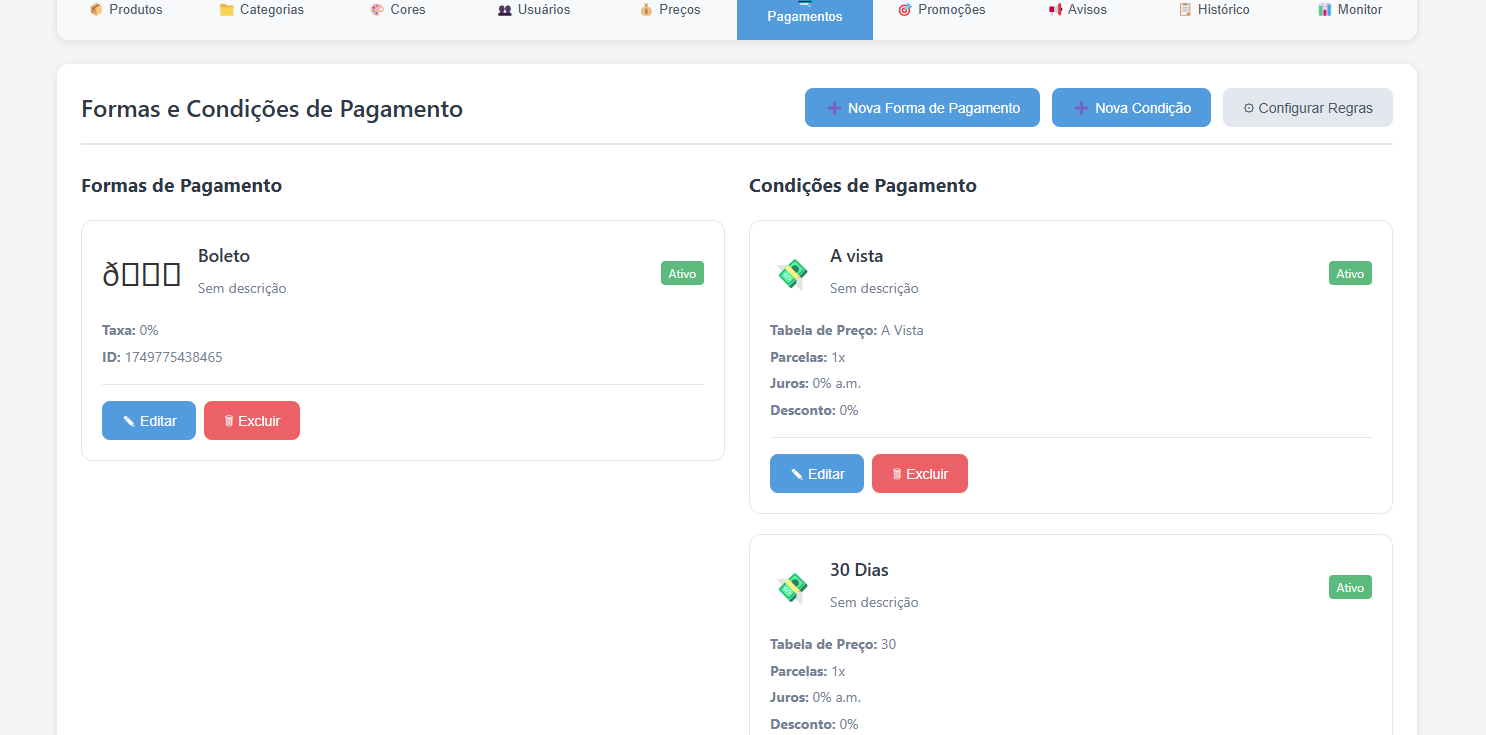 Produtos
Categorias
Cores
Usuários
Preços
Pagamentos
Promoções
Avisos
Histórico
Monitor
Formas e Condições de Pagamento
Nova Forma de Pagamento
Nova Condição
Configurar Regras
Formas de Pagamento
Boleto
Sem descrição
Ativo
Taxa: 0%
ID: 1749775438465
Editar
Excluir
Condições de Pagamento
A vista
Sem descrição
Ativo
Tabela de Preço: A Vista
Parcelas: 1x
Juros: 0% a.m.
Desconto: 0%
Editar
Excluir
30 Dias
Sem descrição
Ativo
Tabela de Preço: 30
Parcelas: 1x
Juros: 0% a.m.
Desconto: 0%